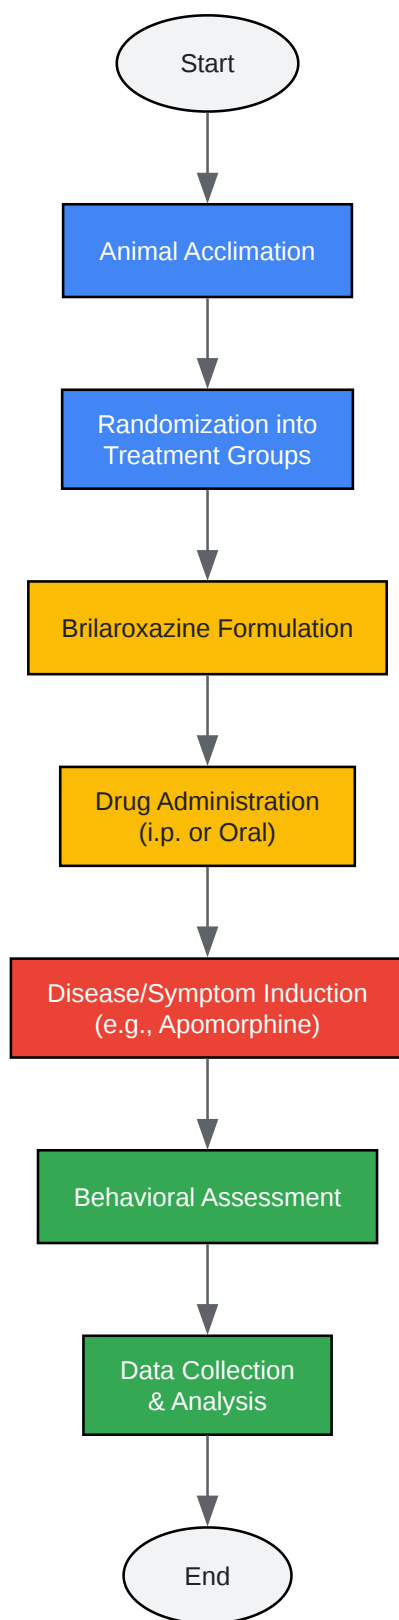 Start
Animal Acclimation
Randomization into
Treatment Groups
Brilaroxazine Formulation
Drug Administration
(i.p. or Oral)
Disease/Symptom Induction
(e.g., Apomorphine)
Behavioral Assessment
Data Collection
& Analysis
End